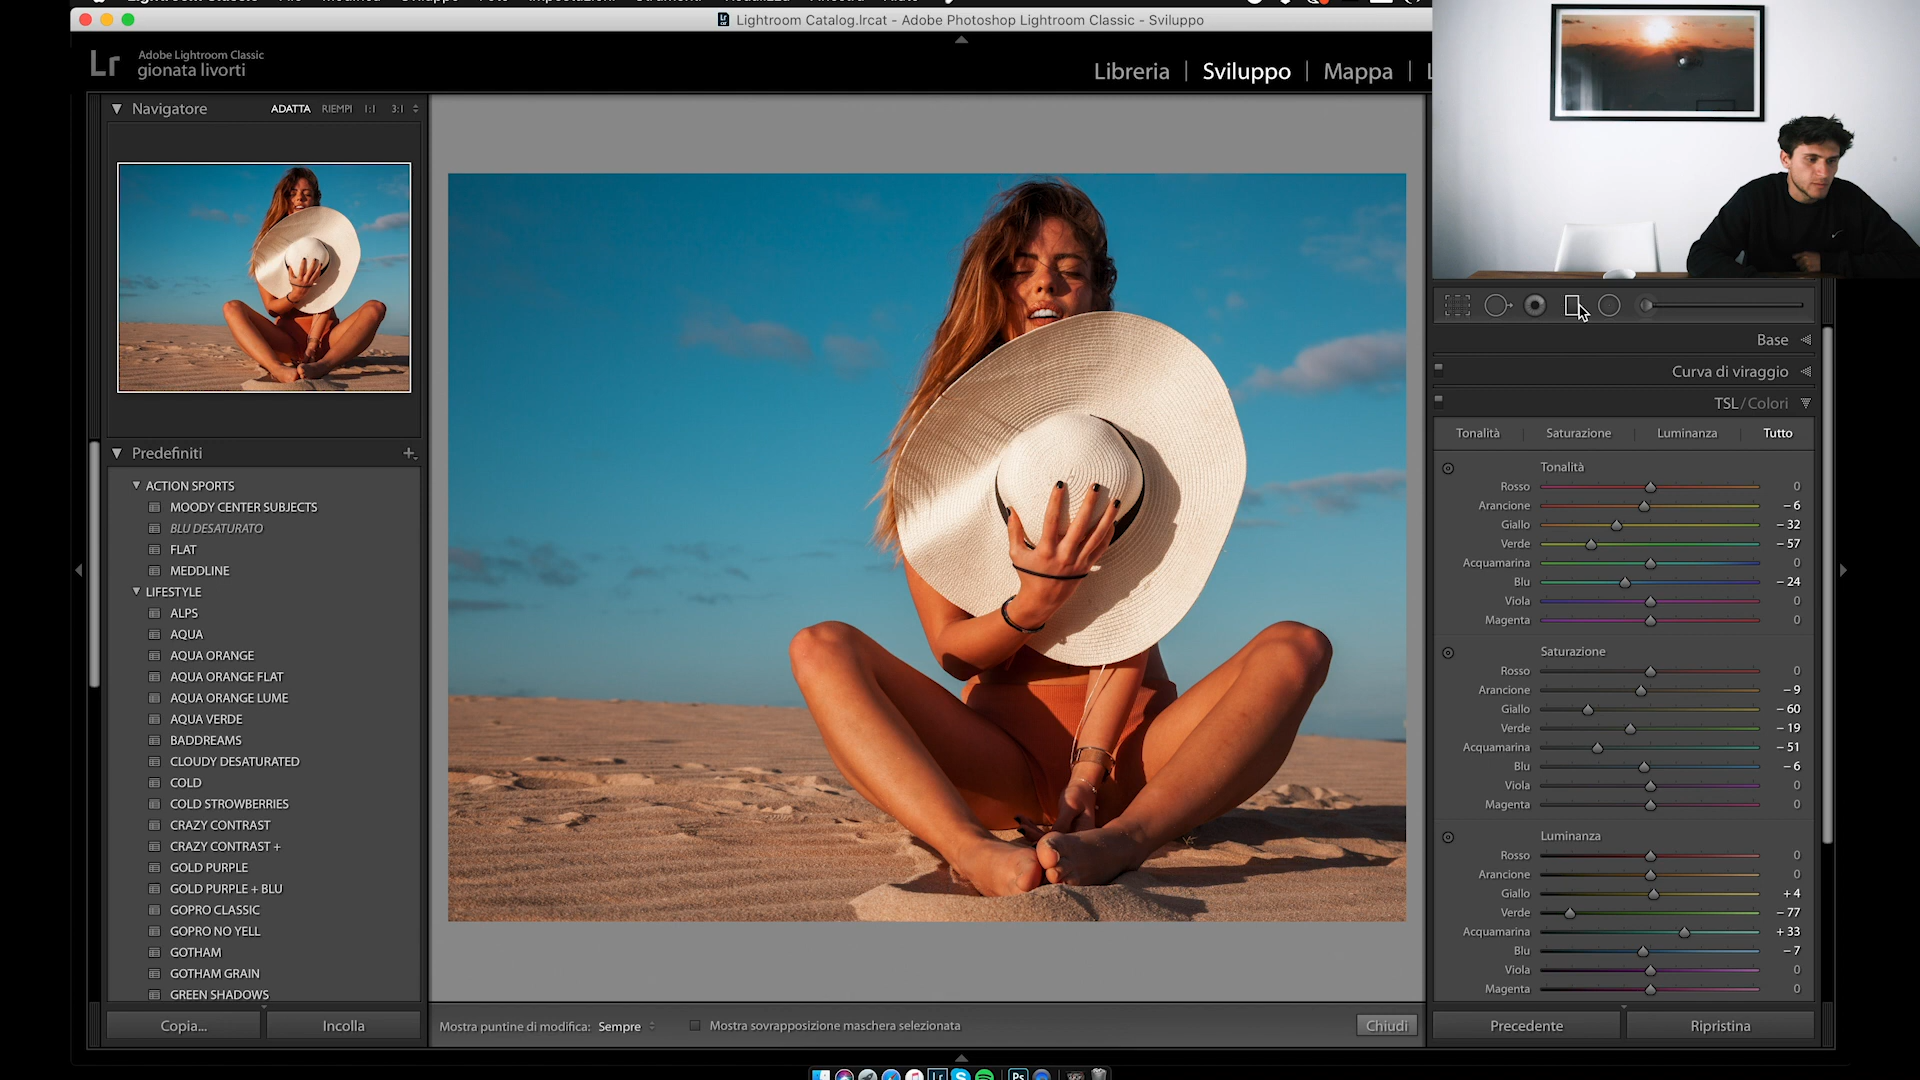 Lightroom Catalog.lrcat - Adobe Photoshop Lightroom Classic - Sviluppo
Lr
Adobe Lightroom Classic
gionata livorti
Libreria | Sviluppo | Mappa |
Navigatore ADATTA RIEMPI 1:1 3:1
Predefiniti
ACTION SPORTS
MOODY CENTER SUBJECTS
BLU DESATURATO
FLAT
MEDDLINE
LIFESTYLE
ALPS
AQUA
AQUA ORANGE
AQUA ORANGE FLAT
AQUA ORANGE LUME
AQUA VERDE
BADDREAMS
CLOUDY DESATURATED
COLD
COLD STROWBERRIES
CRAZY CONTRAST
CRAZY CONTRAST +
GOLD PURPLE
GOLD PURPLE + BLU
GOPRO CLASSIC
GOPRO NO YELL
GOTHAM
GOTHAM GRAIN
GREEN SHADOWS
Copia... Incolla
Mostra puntine di modifica: Sempre
Mostra sovrapposizione maschera selezionata
Chiudi
Base
Curva di viraggio
TSL / Colori
Tonalità Saturazione Luminanza Tutto
Tonalità
Rosso 0
Arancione – 6
Giallo – 32
Verde – 57
Acquamarina 0
Blu – 24
Viola 0
Magenta 0
Saturazione
Rosso 0
Arancione – 9
Giallo – 60
Verde – 19
Acquamarina – 51
Blu – 6
Viola 0
Magenta 0
Luminanza
Rosso 0
Arancione 0
Giallo + 4
Verde – 77
Acquamarina + 33
Blu – 7
Viola 0
Magenta 0
Precedente Ripristina
Lr
Ps